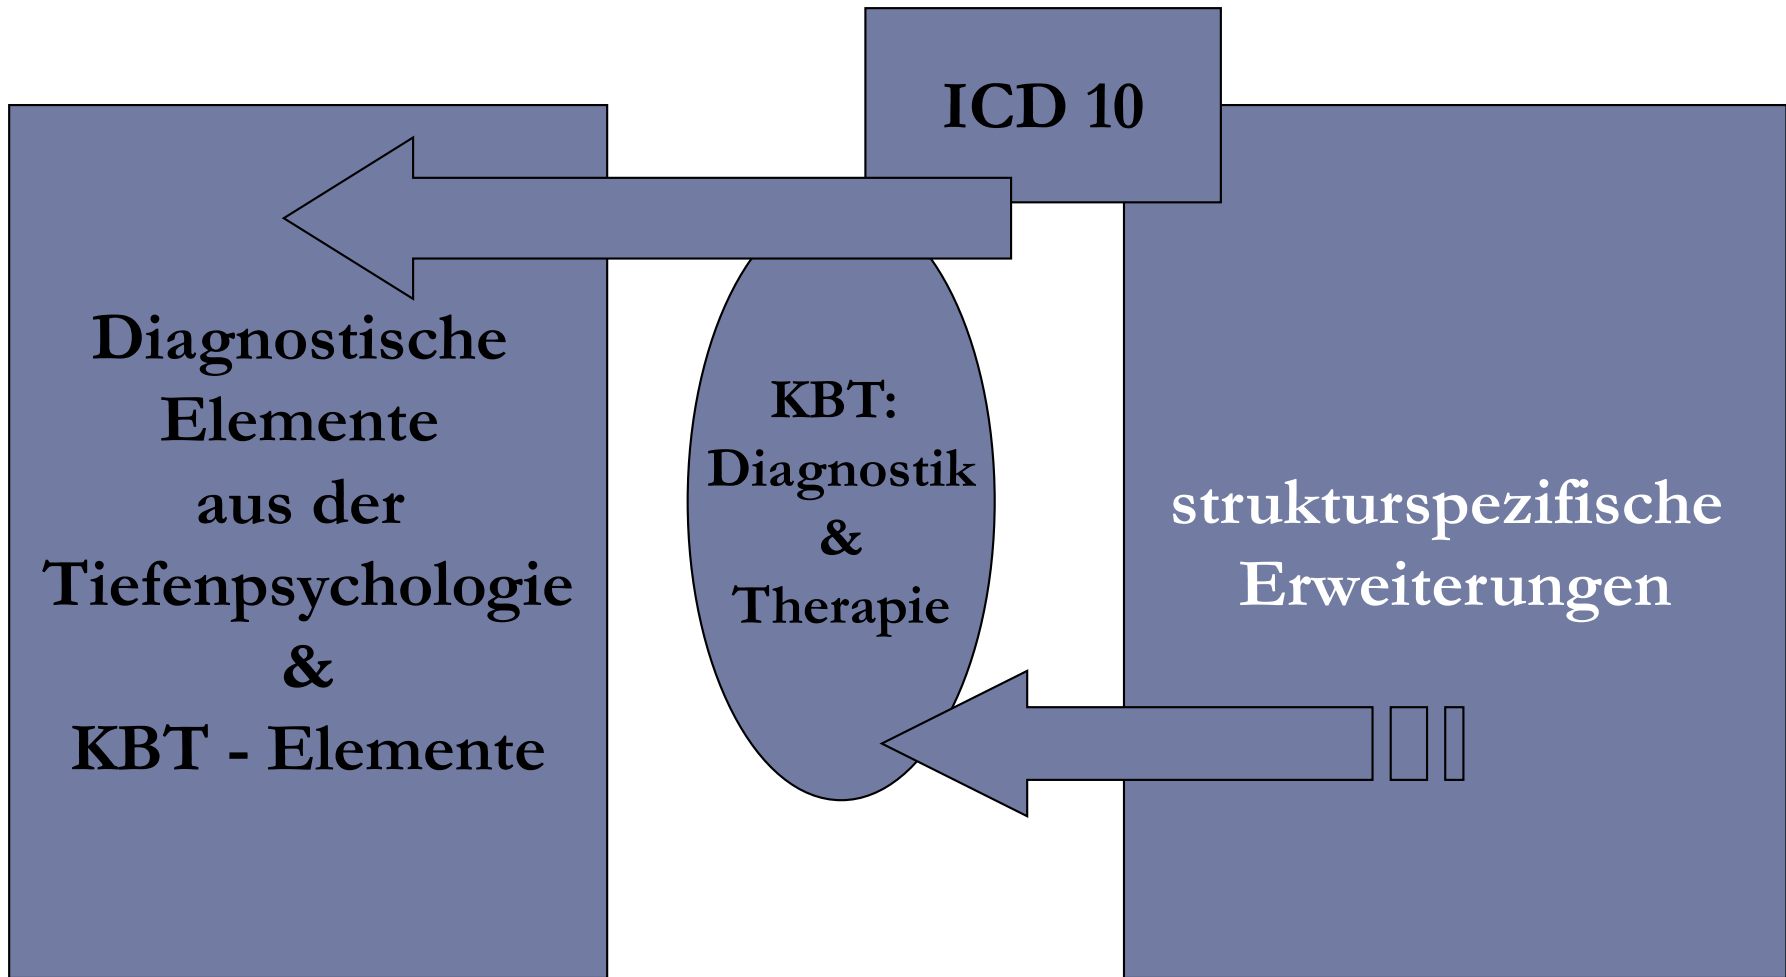 ICD 10
Diagnostische
Elemente
aus der
Tiefenpsychologie
&
KBT - Elemente
KBT:
Diagnostik
&
Therapie
strukturspezifische
Erweiterungen